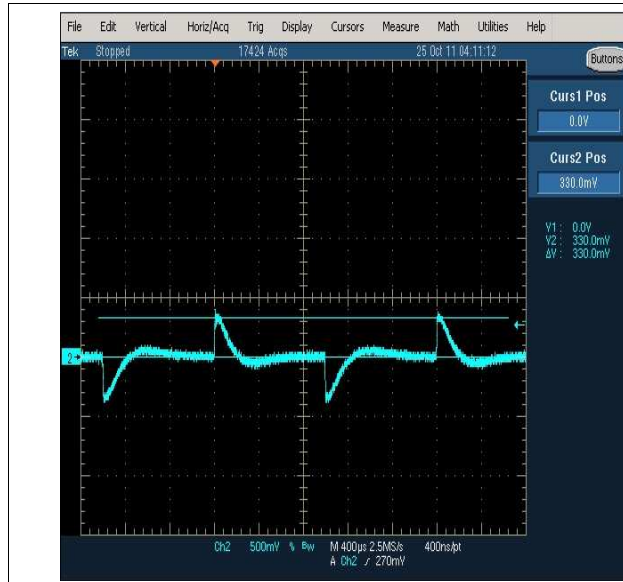 File Edit Vertical Horiz/Acq Trig Display Cursors Measure Math Utilities Help
Tek Stopped 17424 Acqs 25 Oct 11 04:11:12
Buttons
Curs1 Pos
0.0V
Curs2 Pos
330.0mV
V1: 0.0V
V2: 330.0mV
ΔV: 330.0mV
2
Ch2 500mV % Bw M 400µs 2.5MS/s 400ns/pt
A Ch2 / 270mV